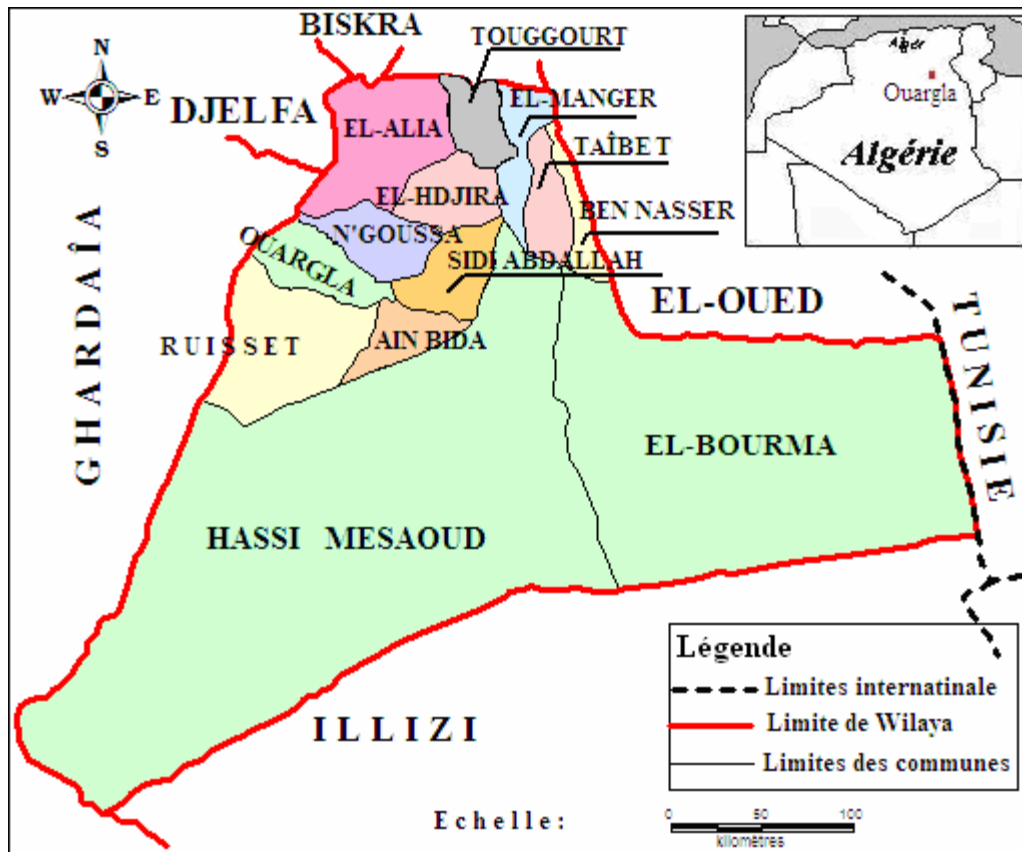 BISKRA
TOUGGOURT
N
W E
S
DJELFA
EL-ALIA
EL-MANGER
TAÎBET
EL-HDJIRA
BEN NASSER
N'GOUSSA
OUARGLA
SIDI ABDALLAH
GHARDAÎA
RUISSET
AIN BIDA
EL-OUED
TUNISIE
EL-BOURMA
HASSI MESAOUD
ILLIZI
Algér
Ouargla
Algérie
Légende
Limites internatinale
Limite de Wilaya
Limites des communes
Echelle:
0 50 100
kilomètres